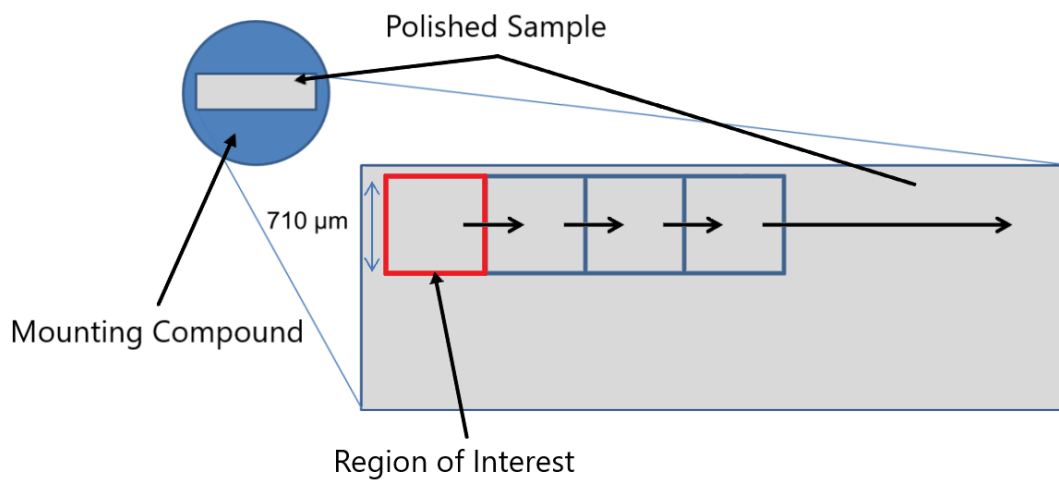 Polished Sample
710 µm
Mounting Compound
Region of Interest